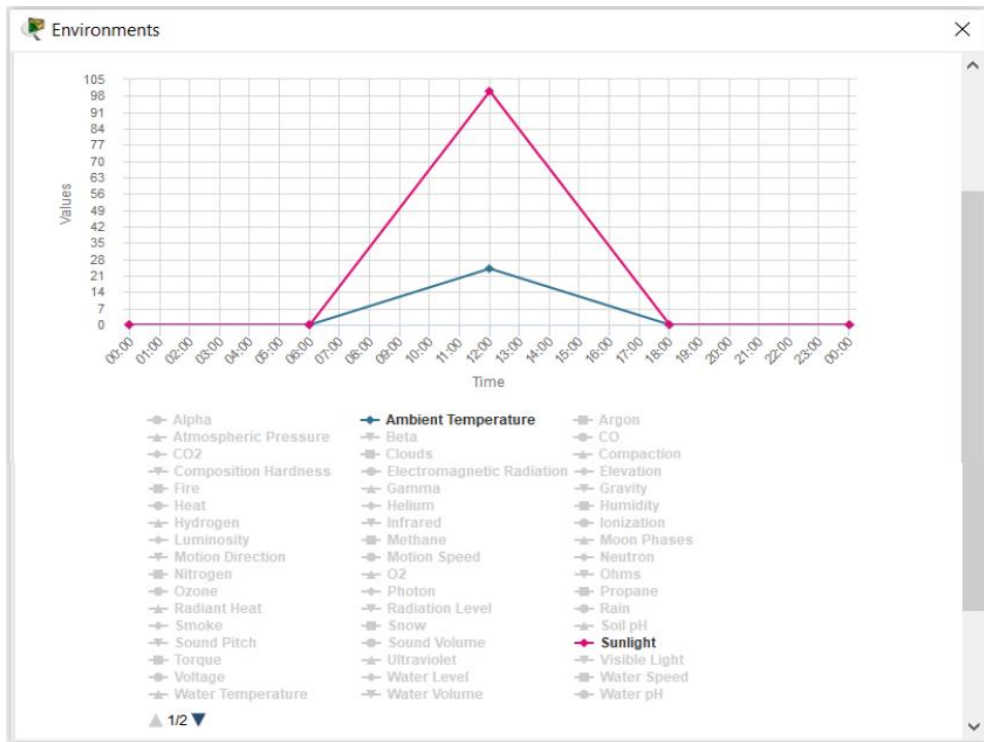 Environments
105
98
91
84
77
70
63
56
49
42
35
28
21
14
7
0
Values
00:00 01:00 02:00 03:00 04:00 05:00 06:00 07:00 08:00 09:00 10:00 11:00 12:00 13:00 14:00 15:00 16:00 17:00 18:00 19:00 20:00 21:00 22:00 23:00 00:00
Time
Alpha Ambient Temperature Argon
Atmospheric Pressure Beta CO
CO2 Clouds Compaction
Composition Hardness Electromagnetic Radiation Elevation
Fire Gamma Gravity
Heat Helium Humidity
Hydrogen Infrared Ionization
Luminosity Methane Moon Phases
Motion Direction Motion Speed Neutron
Nitrogen O2 Ohms
Ozone Photon Propane
Radiant Heat Radiation Level Rain
Smoke Snow Soil pH
Sound Pitch Sound Volume Sunlight
Torque Ultraviolet Visible Light
Voltage Water Level Water Speed
Water Temperature Water Volume Water pH
1/2